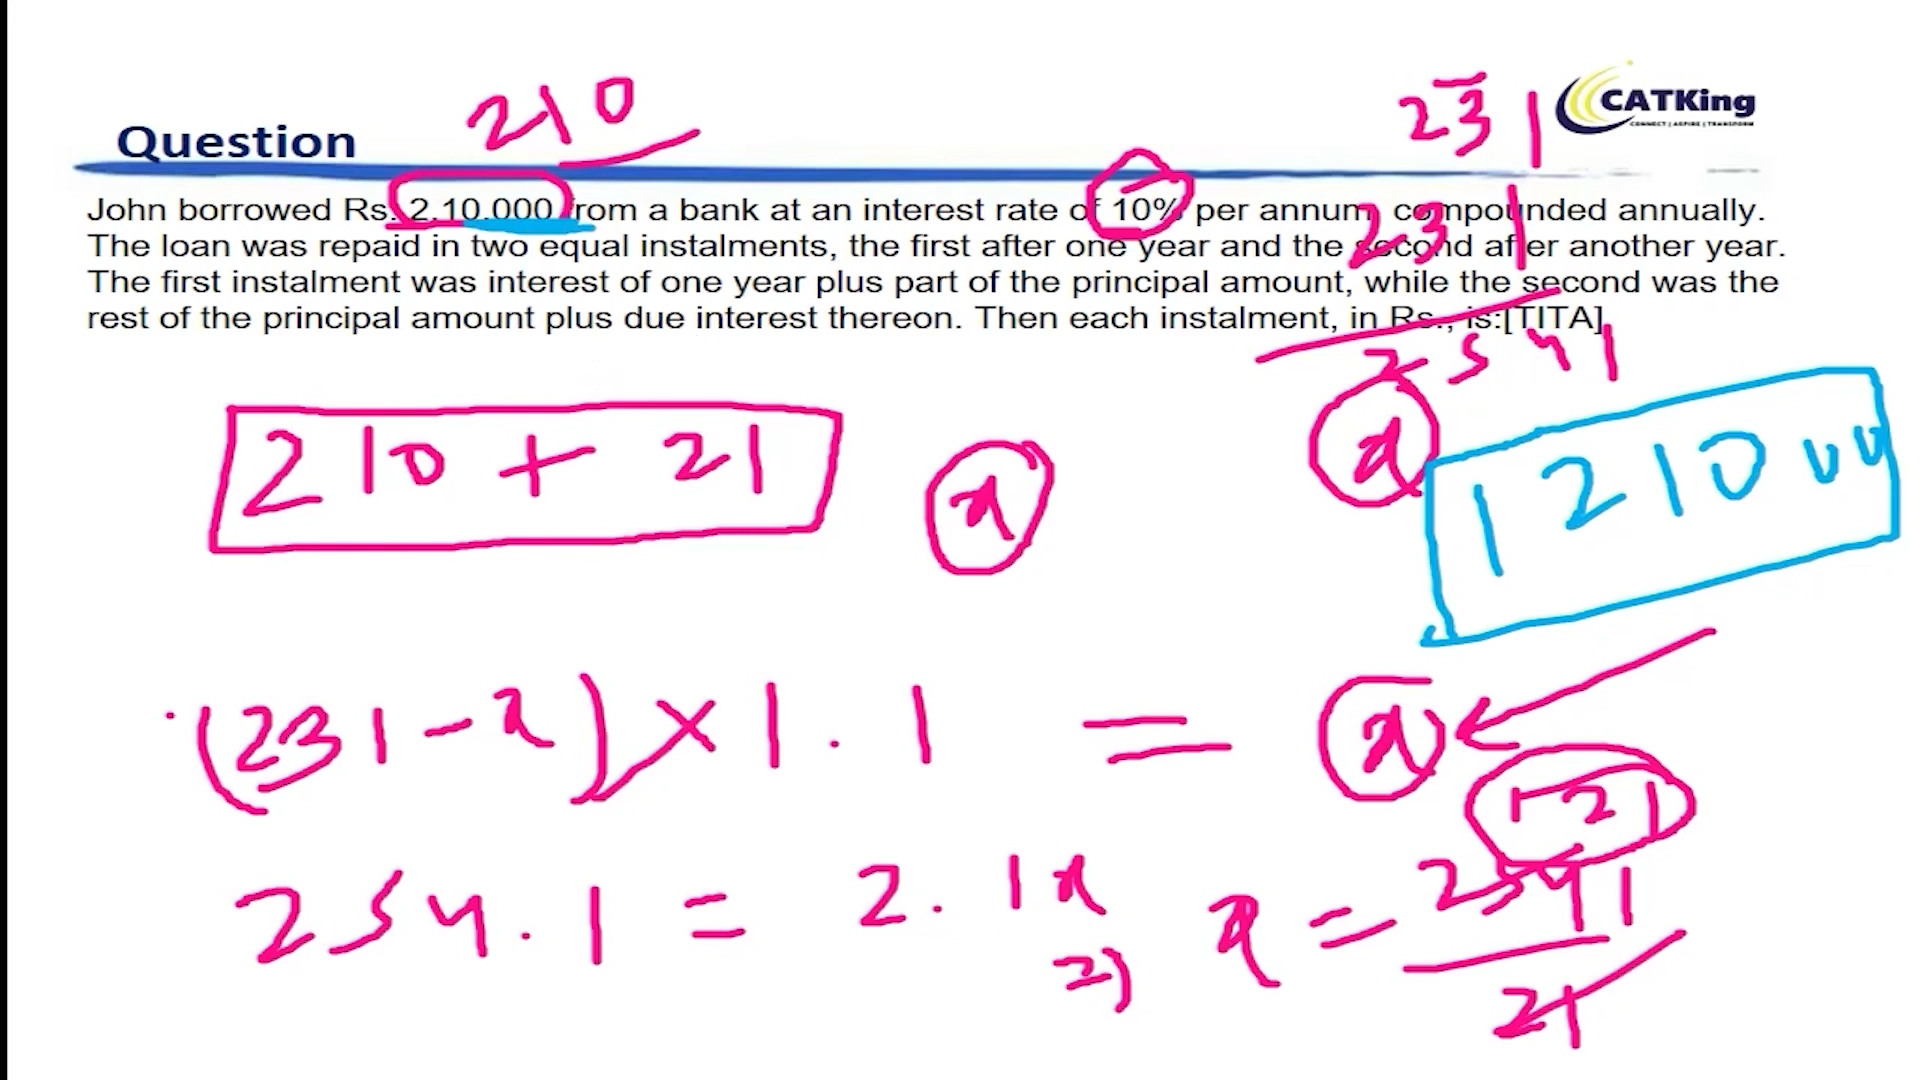 210
231
CATKing
CONNECT | ASPIRE | TRANSFORM
Question
231
John borrowed Rs. 2,10,000 from a bank at an interest rate of 10% per annum, compounded annually.
The loan was repaid in two equal instalments, the first after one year and the second after another year.
The first instalment was interest of one year plus part of the principal amount, while the second was the
rest of the principal amount plus due interest thereon. Then each instalment, in Rs., is:[TITA]
2541
210 + 21
x
x
121000
(231 - x) × 1.1 = x
121
254.1 = 2.1x
⇒ x = 2541
21